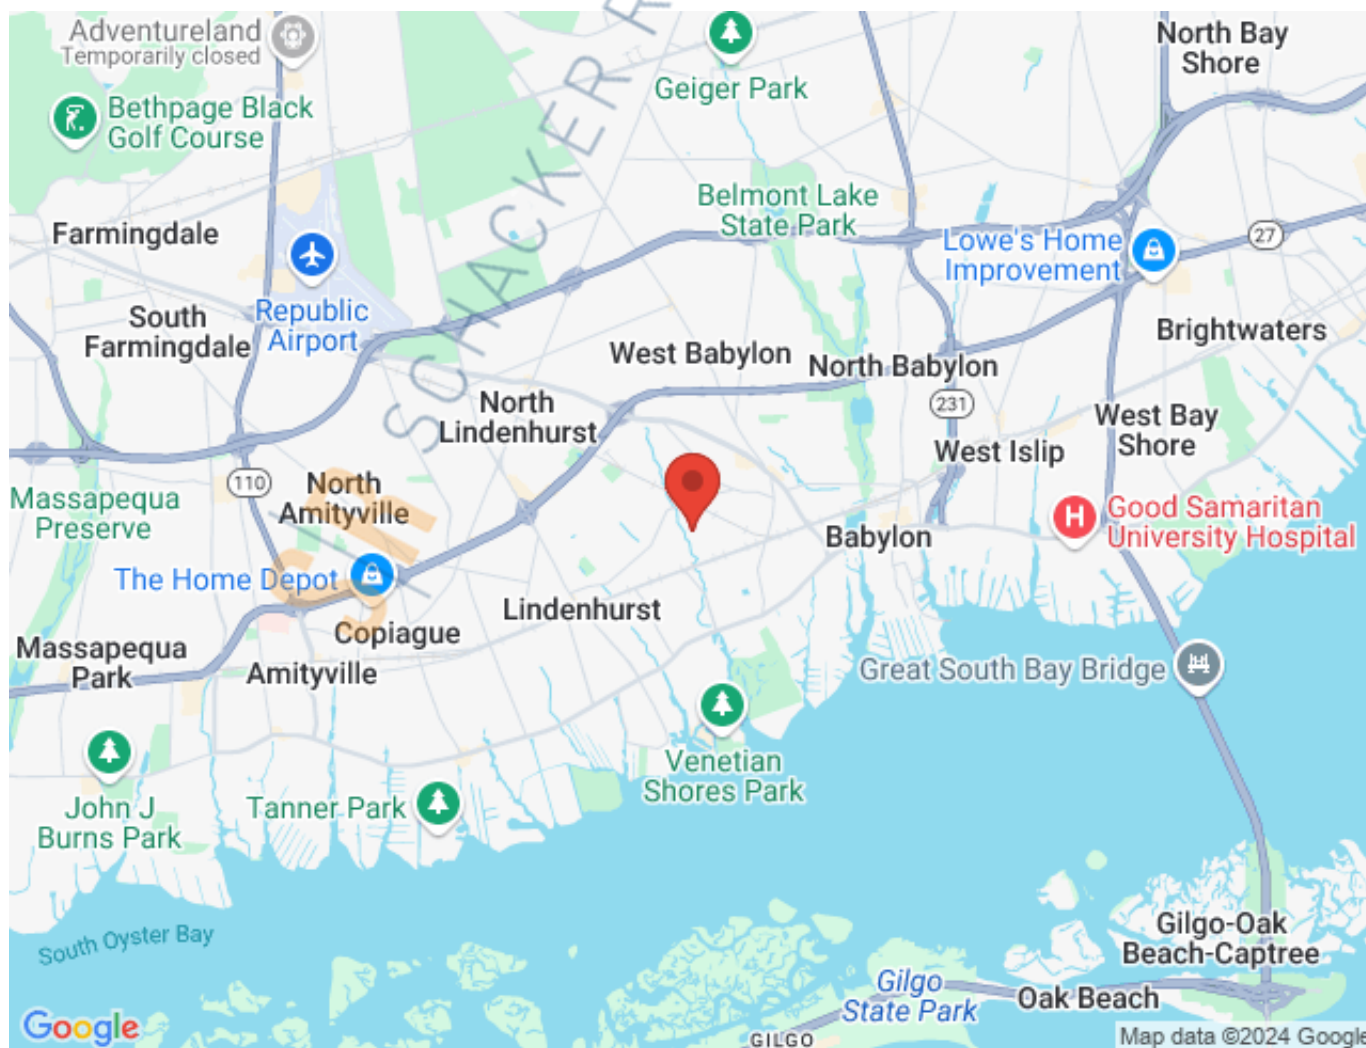 Adventureland
Temporarily closed
Geiger Park
North Bay
Shore
Bethpage Black
Golf Course
SCHACKER R
Belmont Lake
State Park
Farmingdale
Lowe's Home
Improvement
27
Republic
Airport
South
Farmingdale
Brightwaters
West Babylon
North Babylon
North
Lindenhurst
231
West Bay
Shore
West Islip
110
North
Amityville
Massapequa
Preserve
Good Samaritan
University Hospital
H
Babylon
The Home Depot
Lindenhurst
Copiague
Massapequa
Park
Amityville
Great South Bay Bridge
Venetian
Shores Park
John J
Burns Park
Tanner Park
South Oyster Bay
Gilgo-Oak
Beach-Captree
Gilgo
State Park
Oak Beach
Google
GILGO
Map data ©2024 Google